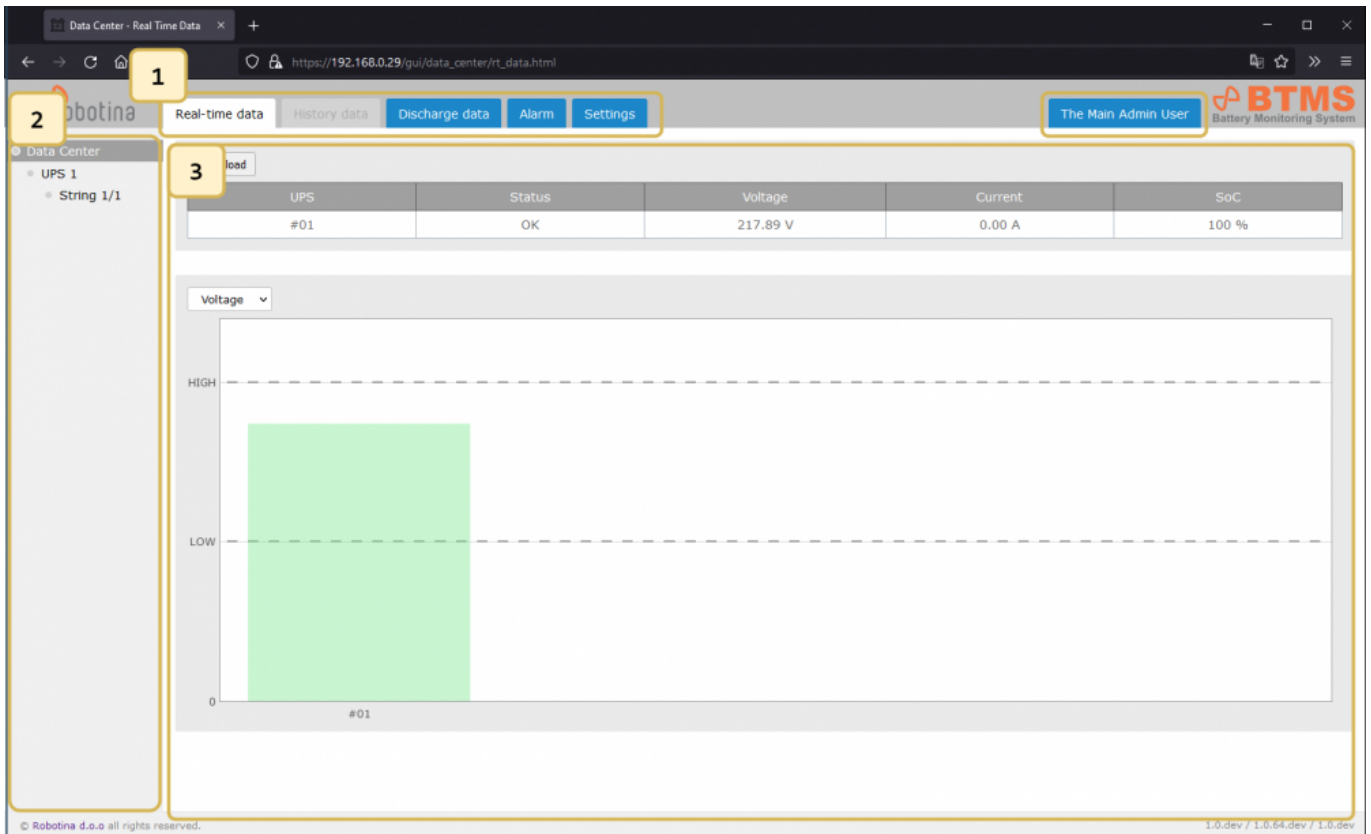 Data Center - Real Time Data
https://192.168.0.29/gui/data_center/rt_data.html
1
2
obotina
Real-time data
History data
Discharge data
Alarm
Settings
The Main Admin User
BTMS
Battery Monitoring System
Data Center
UPS 1
String 1/1
3
load
UPS Status Voltage Current SoC
#01 OK 217.89 V 0.00 A 100 %
Voltage
HIGH
LOW
0
#01
© Robotina d.o.o all rights reserved.
1.0.dev / 1.0.64.dev / 1.0.dev